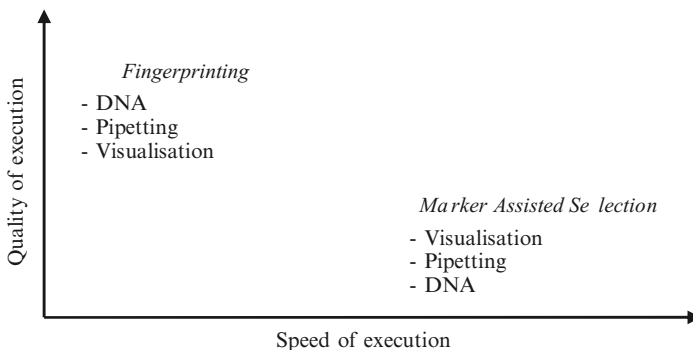 Quality of execution
Fingerprinting
- DNA
- Pipetting
- Visualisation
Marker Assisted Se lection
- Visualisation
- Pipetting
- DNA
Speed of execution